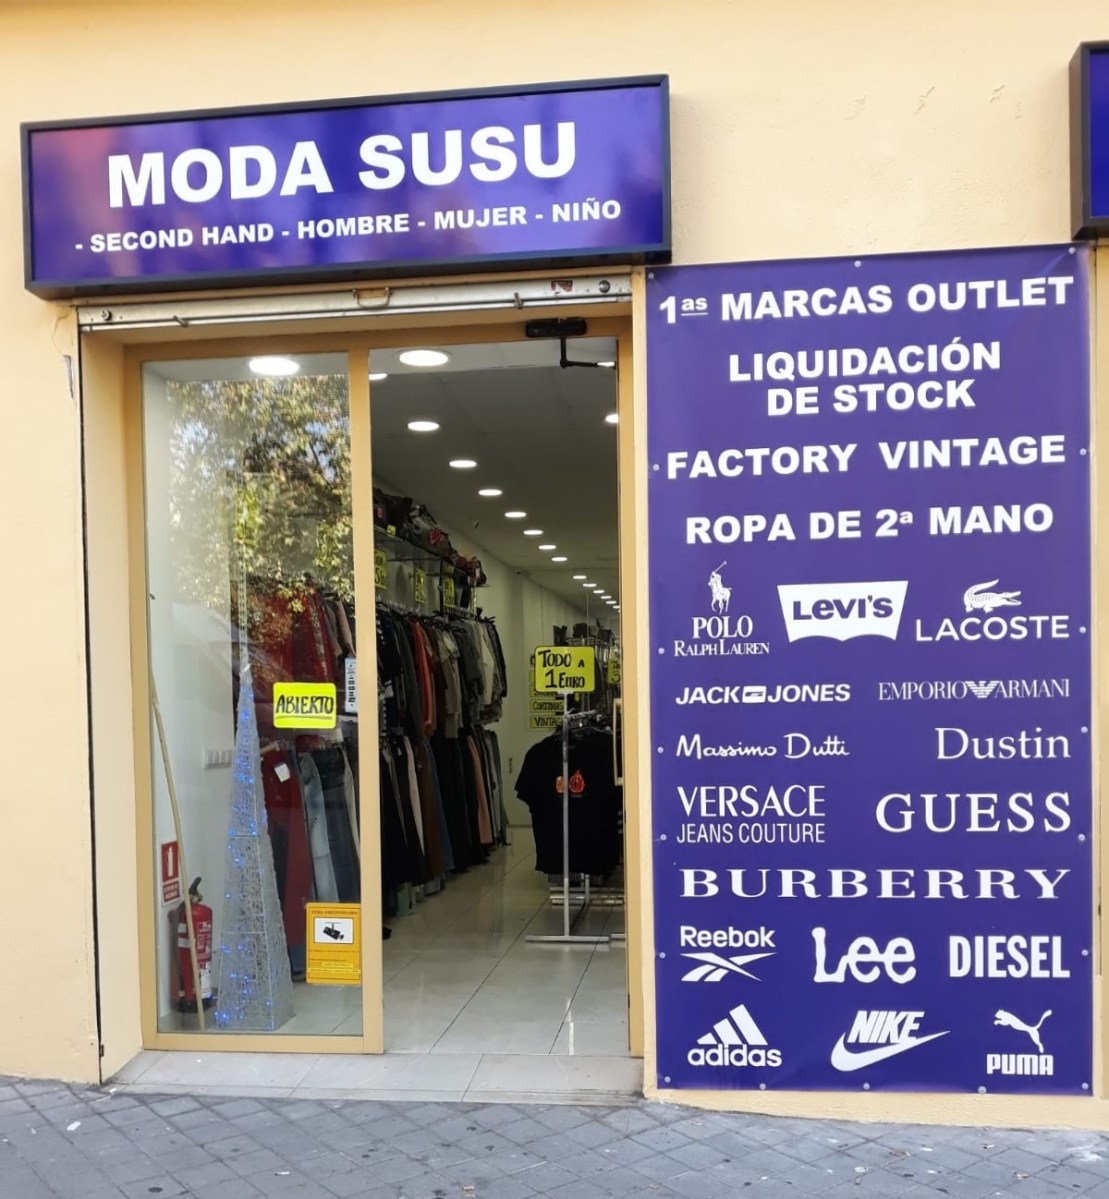 MODA SUSU
- SECOND HAND - HOMBRE - MUJER - NIÑO
1as MARCAS OUTLET
LIQUIDACIÓN
DE STOCK
FACTORY VINTAGE
ROPA DE 2ª MANO
POLO
RALPH LAUREN
LEVI'S
LACOSTE
JACK JONES
EMPORIO ARMANI
Massimo Dutti
Dustin
VERSACE
JEANS COUTURE
GUESS
BURBERRY
Reebok
Lee
DIESEL
adidas
NIKE
PUMA
ABIERTO
TODO A
1 EURO